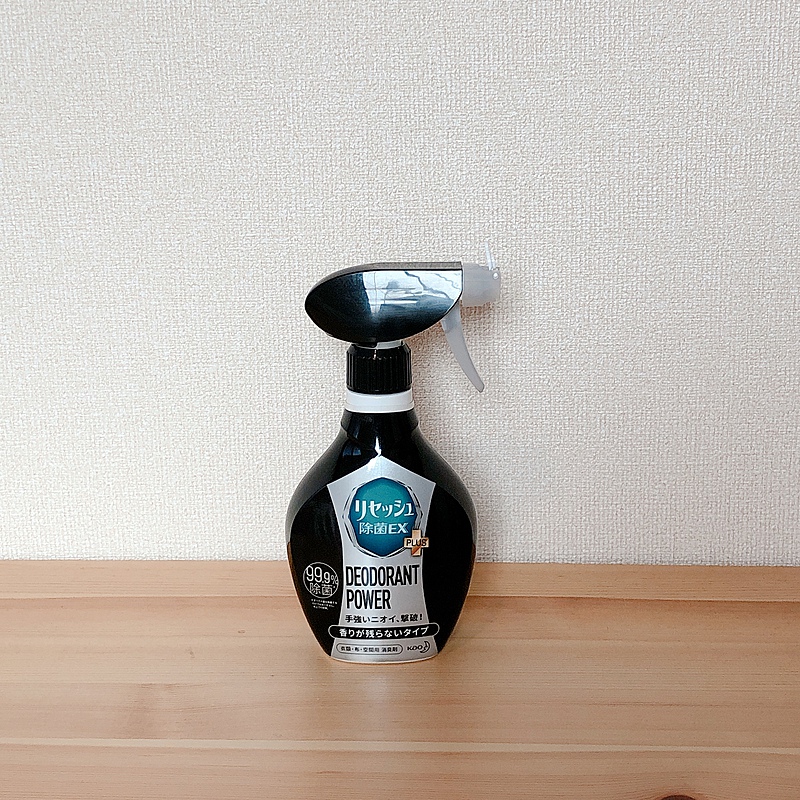 リセッシュ
除菌EX
PLUS
99.9%
除菌
DEODORANT
POWER
手強いニオイ、撃破!
香りが残らないタイプ
衣類・布・空間用 消臭剤
KAO